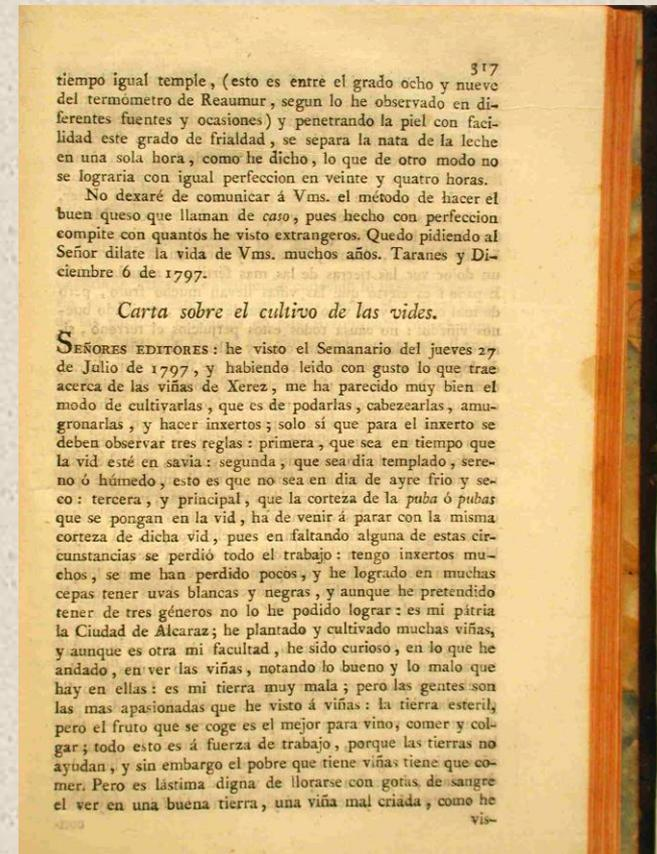 317
tiempo igual temple, (esto es entre el grado ocho y nueve
del termómetro de Reaumur, segun lo he observado en di-
ferentes fuentes y ocasiones) y penetrando la piel con faci-
lidad este grado de frialdad, se separa la nata de la leche
en una sola hora, como he dicho, lo que de otro modo no
se lograria con igual perfeccion en veinte y quatro horas.
No dexaré de comunicar á Vms. el método de hacer el
buen queso que llaman de caso, pues hecho con perfeccion
compite con quantos he visto extrangeros. Quedo pidiendo al
Señor dilate la vida de Vms. muchos años. Taranes y Di-
ciembre 6 de 1797.
Carta sobre el cultivo de las vides.
SEÑORES EDITORES: he visto el Semanario del jueves 27
de Julio de 1797, y habiendo leido con gusto lo que trae
acerca de las viñas de Xerez, me ha parecido muy bien el
modo de cultivarlas, que es de podarlas, cabezearlas, amu-
gronarlas, y hacer inxertos; solo sí que para el inxerto se
deben observar tres reglas: primera, que sea en tiempo que
la vid esté en savia: segunda, que sea dia templado, sere-
no ó húmedo, esto es que no sea en dia de ayre frio y se-
co: tercera, y principal, que la corteza de la puba ó pubas
que se pongan en la vid, ha de venir á parar con la misma
corteza de dicha vid, pues en faltando alguna de estas cir-
cunstancias se perdió todo el trabajo: tengo inxertos mu-
chos, se me han perdido pocos, y he logrado en muchas
cepas tener uvas blancas y negras, y aunque he pretendido
tener de tres géneros no lo he podido lograr: es mi pátria
la Ciudad de Alcaraz; he plantado y cultivado muchas viñas,
y aunque es otra mi facultad, he sido curioso, en lo que he
andado, en ver las viñas, notando lo bueno y lo malo que
hay en ellas: es mi tierra muy mala; pero las gentes son
las mas apasionadas que he visto á viñas: la tierra esteril,
pero el fruto que se coge es el mejor para vino, comer y col-
gar; todo esto es á fuerza de trabajo, porque las tierras no
ayudan, y sin embargo el pobre que tiene viñas tiene que co-
mer. Pero es lástima digna de llorarse con gotas de sangre
el ver en una buena tierra, una viña mal criada, como he
vis-